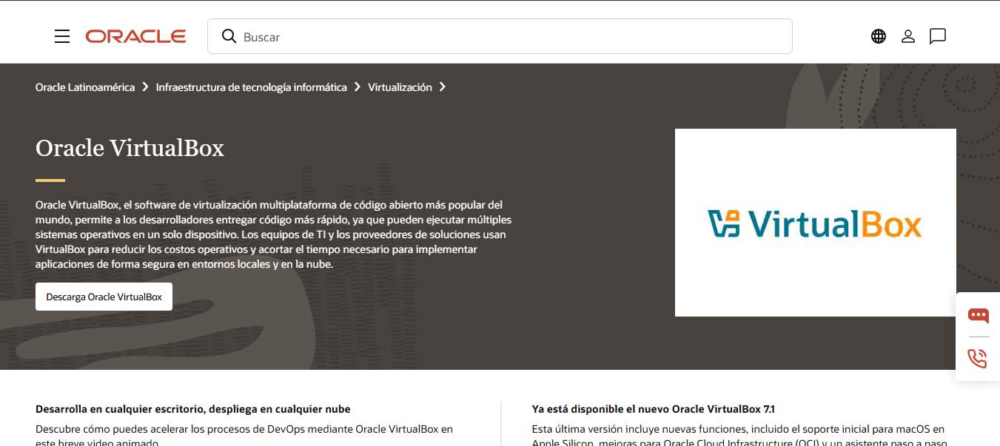 ORACLE
Buscar
Oracle Latinoamérica
Infraestructura de tecnología informática
Virtualización
Oracle VirtualBox
Oracle VirtualBox, el software de virtualización multiplataforma de código abierto más popular del
mundo, permite a los desarrolladores entregar código más rápido, ya que pueden ejecutar múltiples
sistemas operativos en un solo dispositivo. Los equipos de TI y los proveedores de soluciones usan
VirtualBox para reducir los costos operativos y acortar el tiempo necesario para implementar
aplicaciones de forma segura en entornos locales y en la nube.
Descarga Oracle VirtualBox
VirtualBox
Desarrolla en cualquier escritorio, despliega en cualquier nube
Descubre cómo puedes acelerar los procesos de DevOps mediante Oracle VirtualBox en
este breve video animado.
Ya está disponible el nuevo Oracle VirtualBox 7.1
Esta última versión incluye nuevas funciones, incluido el soporte inicial para macOS en
Apple Silicon, mejoras para Oracle Cloud Infrastructure (OCI) y un asistente paso a paso